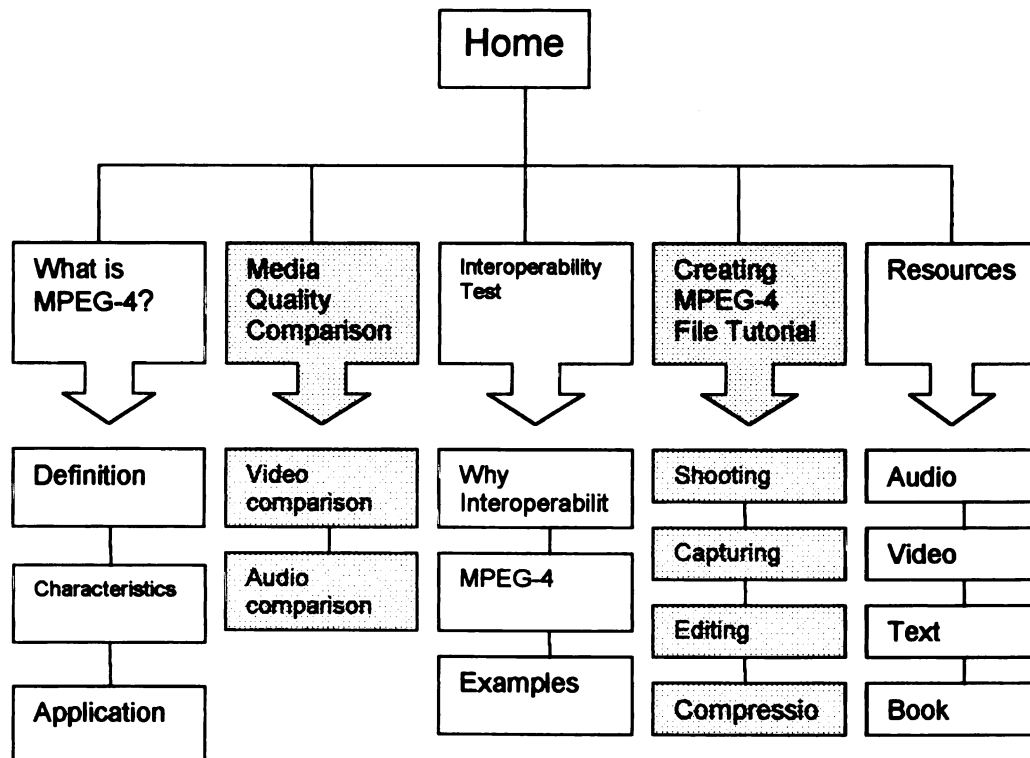 Home
What is
MPEG-4?
Media
Quality
Comparison
Interoperability
Test
Creating
MPEG-4
File Tutorial
Resources
Definition
Characteristics
Application
Video
comparison
Audio
comparison
Why
Interoperabilit
MPEG-4
Examples
Shooting
Capturing
Editing
Compressio
Audio
Video
Text
Book